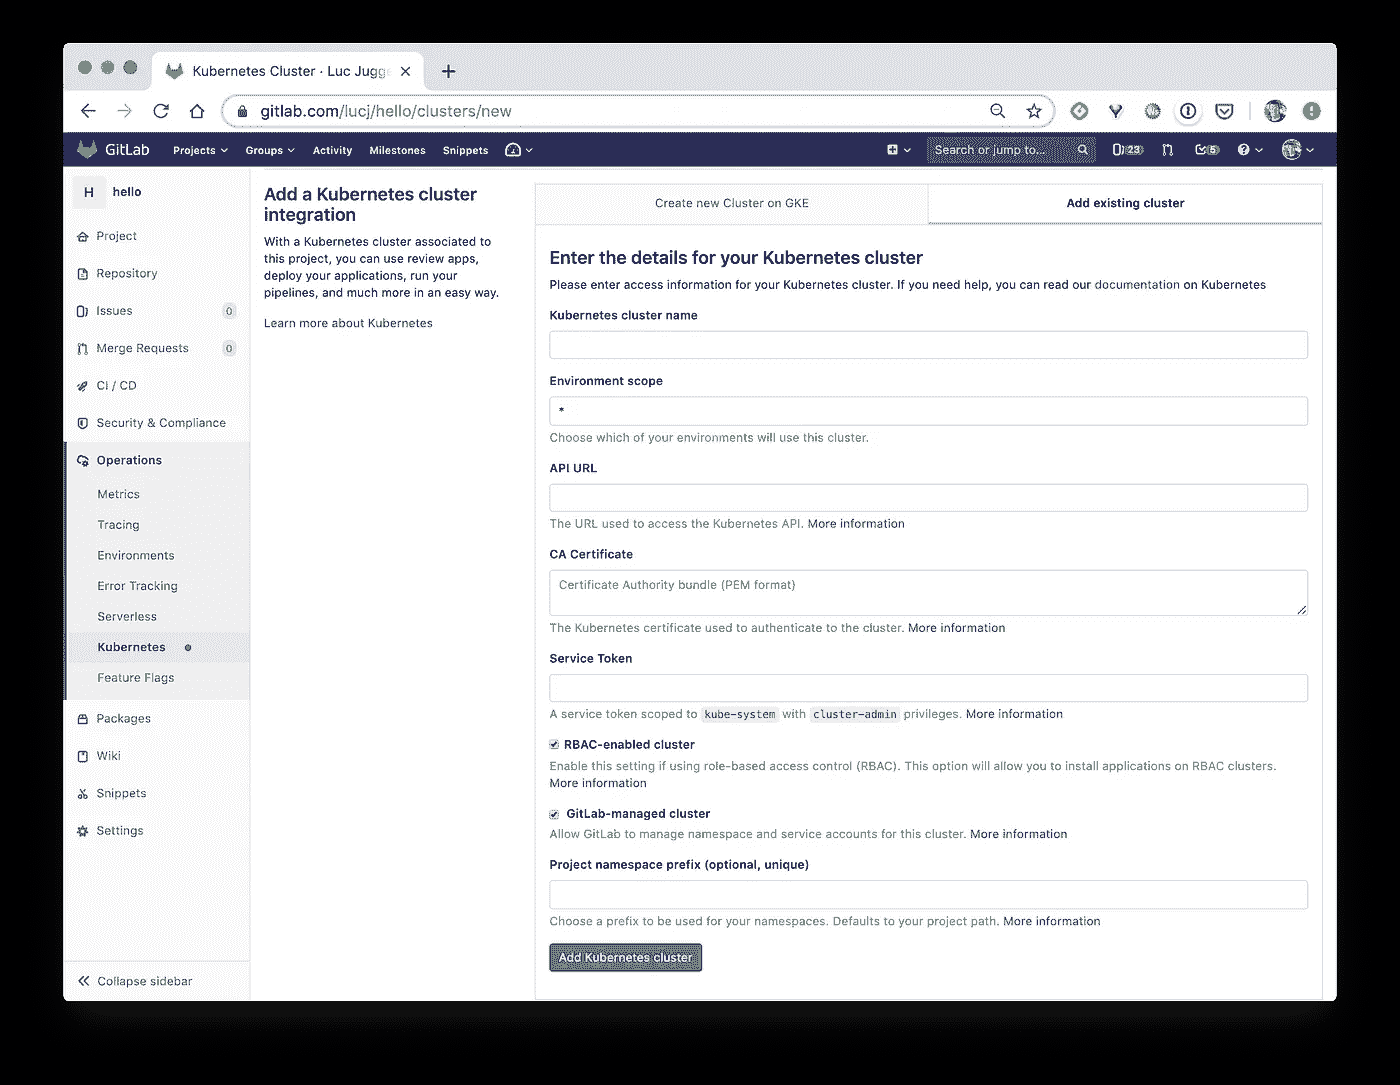 Kubernetes Cluster · Luc Jugg
gitlab.com/lucj/hello/clusters/new
GitLab Projects Groups Activity Milestones Snippets Search or jump to... 23 5
H hello
Project
Repository
Issues 0
Merge Requests 0
CI / CD
Security & Compliance
Operations
Metrics
Tracing
Environments
Error Tracking
Serverless
Kubernetes
Feature Flags
Packages
Wiki
Snippets
Settings
Collapse sidebar
Add a Kubernetes cluster
integration
With a Kubernetes cluster associated to
this project, you can use review apps,
deploy your applications, run your
pipelines, and much more in an easy way.
Learn more about Kubernetes
Create new Cluster on GKE
Add existing cluster
Enter the details for your Kubernetes cluster
Please enter access information for your Kubernetes cluster. If you need help, you can read our documentation on Kubernetes
Kubernetes cluster name
Environment scope
*
Choose which of your environments will use this cluster.
API URL
The URL used to access the Kubernetes API. More information
CA Certificate
Certificate Authority bundle (PEM format)
The Kubernetes certificate used to authenticate to the cluster. More information
Service Token
A service token scoped to kube-system with cluster-admin privileges. More information
RBAC-enabled cluster
Enable this setting if using role-based access control (RBAC). This option will allow you to install applications on RBAC clusters.
More information
GitLab-managed cluster
Allow GitLab to manage namespace and service accounts for this cluster. More information
Project namespace prefix (optional, unique)
Choose a prefix to be used for your namespaces. Defaults to your project path. More information
Add Kubernetes cluster